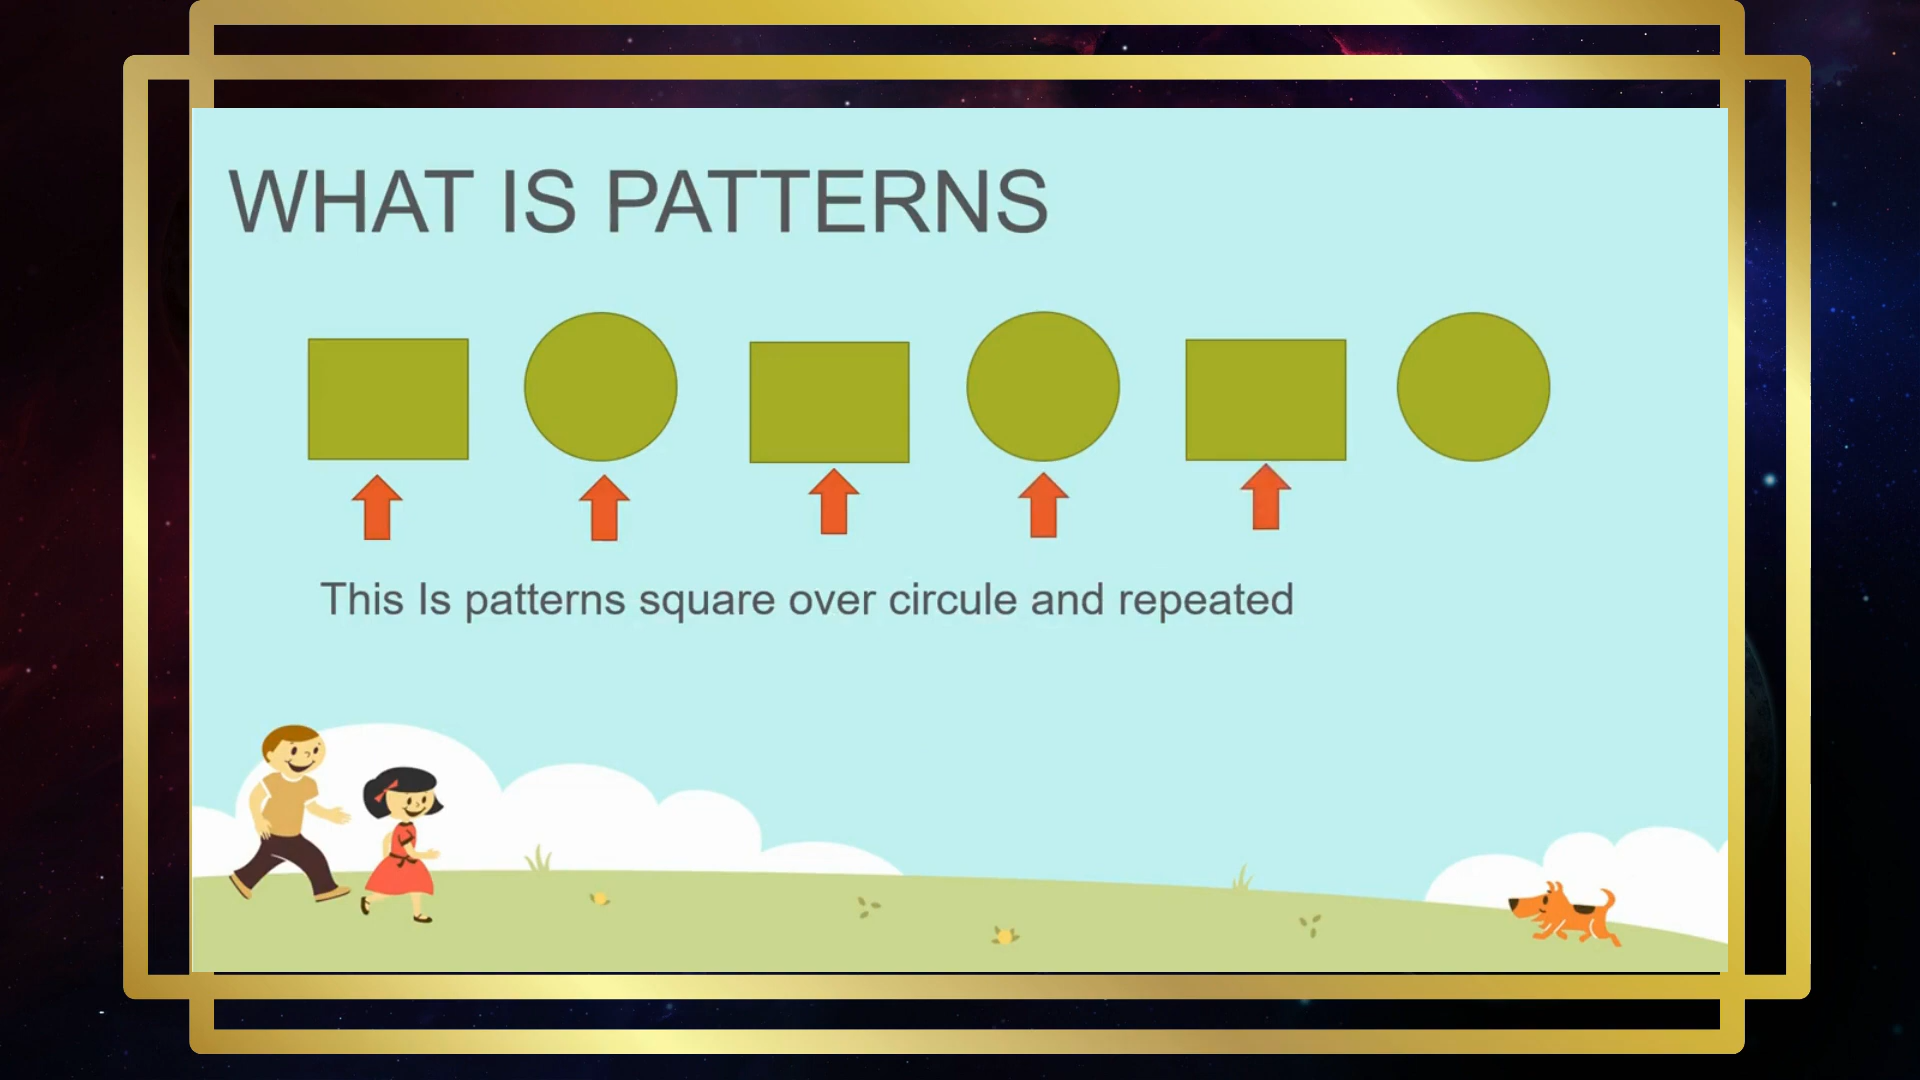 WHAT IS PATTERNS
This Is patterns square over circule and repeated